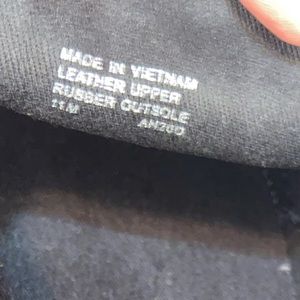 MADE IN VIETNAM
LEATHER UPPER
RUBBER OUTSOLE
11 M